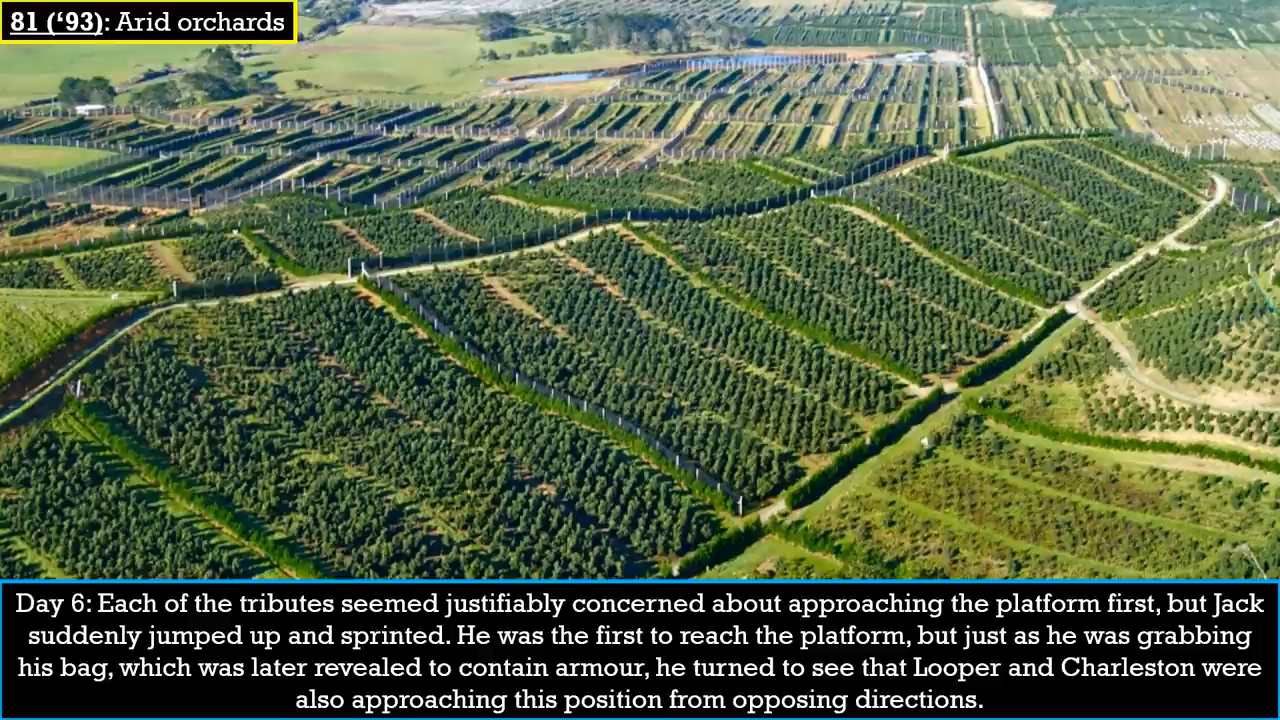 81 (‘93): Arid orchards
Day 6: Each of the tributes seemed justifiably concerned about approaching the platform first, but Jack
suddenly jumped up and sprinted. He was the first to reach the platform, but just as he was grabbing
his bag, which was later revealed to contain armour, he turned to see that Looper and Charleston were
also approaching this position from opposing directions.